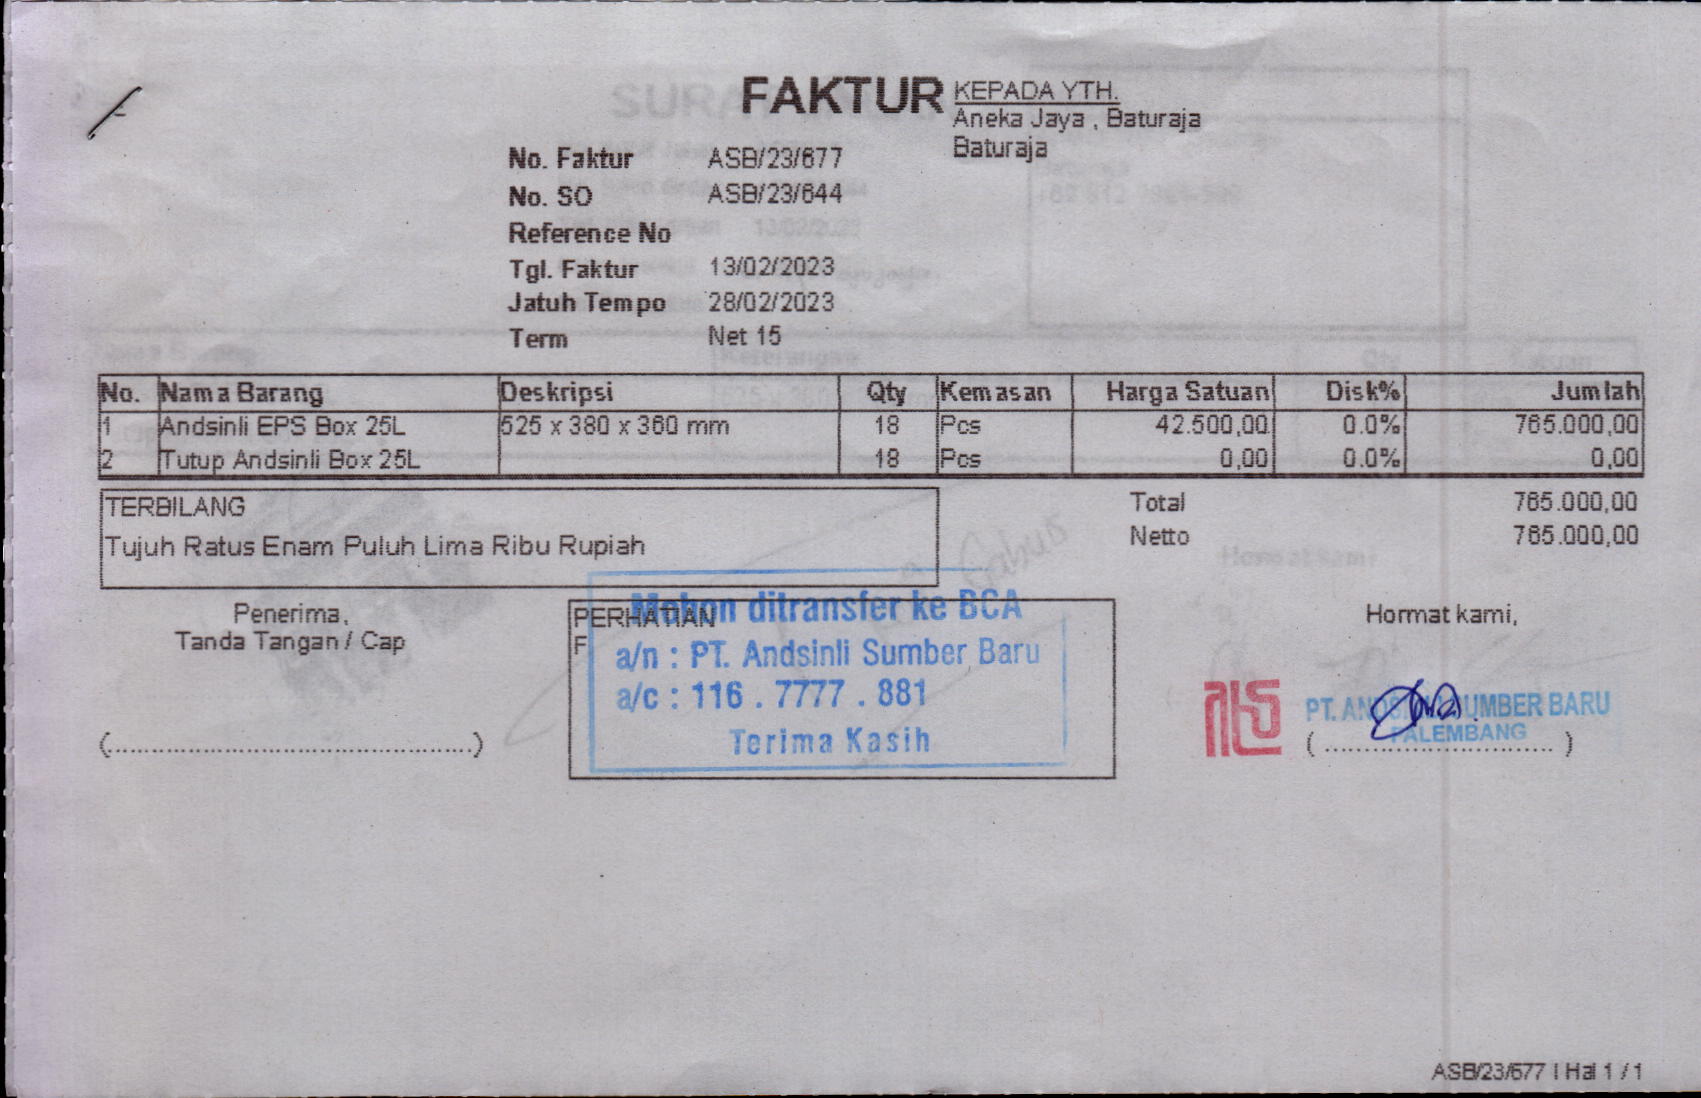 FAKTUR
KEPADA YTH.
Aneka Jaya , Baturaja
Baturaja
No. Faktur ASB/23/677
No. SO ASB/23/644
Reference No
Tgl. Faktur 13/02/2023
Jatuh Tempo 28/02/2023
Term Net 15
No. Nama Barang Deskripsi Qty Kemasan Harga Satuan Disk% Jumlah
1 Andsinli EPS Box 25L 525 x 380 x 360 mm 18 Pcs 42.500,00 0.0% 765.000,00
2 Tutup Andsinli Box 25L 18 Pcs 0,00 0.0% 0,00
TERBILANG
Tujuh Ratus Enam Puluh Lima Ribu Rupiah
Total 765.000,00
Netto 765.000,00
Penerima,
Tanda Tangan / Cap
(................................................)
PERHATIAN
F
Mohon ditransfer ke BCA
a/n : PT. Andsinli Sumber Baru
a/c : 116 . 7777 . 881
Terima Kasih
Hormat kami,
PT. ANDSINLI SUMBER BARU
PALEMBANG
( .............................. )
ASB/23/677 | Hal 1 / 1